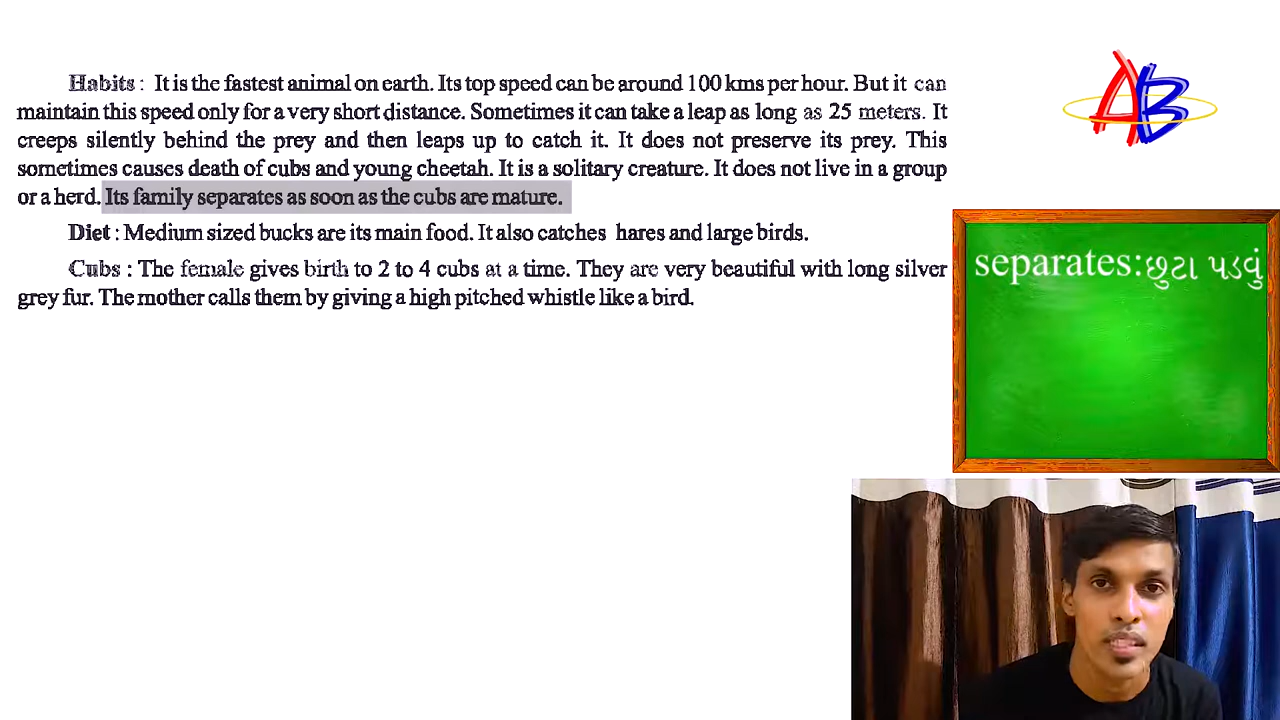 Habits : It is the fastest animal on earth. Its top speed can be around 100 kms per hour. But it can
maintain this speed only for a very short distance. Sometimes it can take a leap as long as 25 meters. It
creeps silently behind the prey and then leaps up to catch it. It does not preserve its prey. This
sometimes causes death of cubs and young cheetah. It is a solitary creature. It does not live in a group
or a herd. Its family separates as soon as the cubs are mature.
Diet : Medium sized bucks are its main food. It also catches hares and large birds.
Cubs : The female gives birth to 2 to 4 cubs at a time. They are very beautiful with long silver
grey fur. The mother calls them by giving a high pitched whistle like a bird.
AB
separates:છુટા પડવું